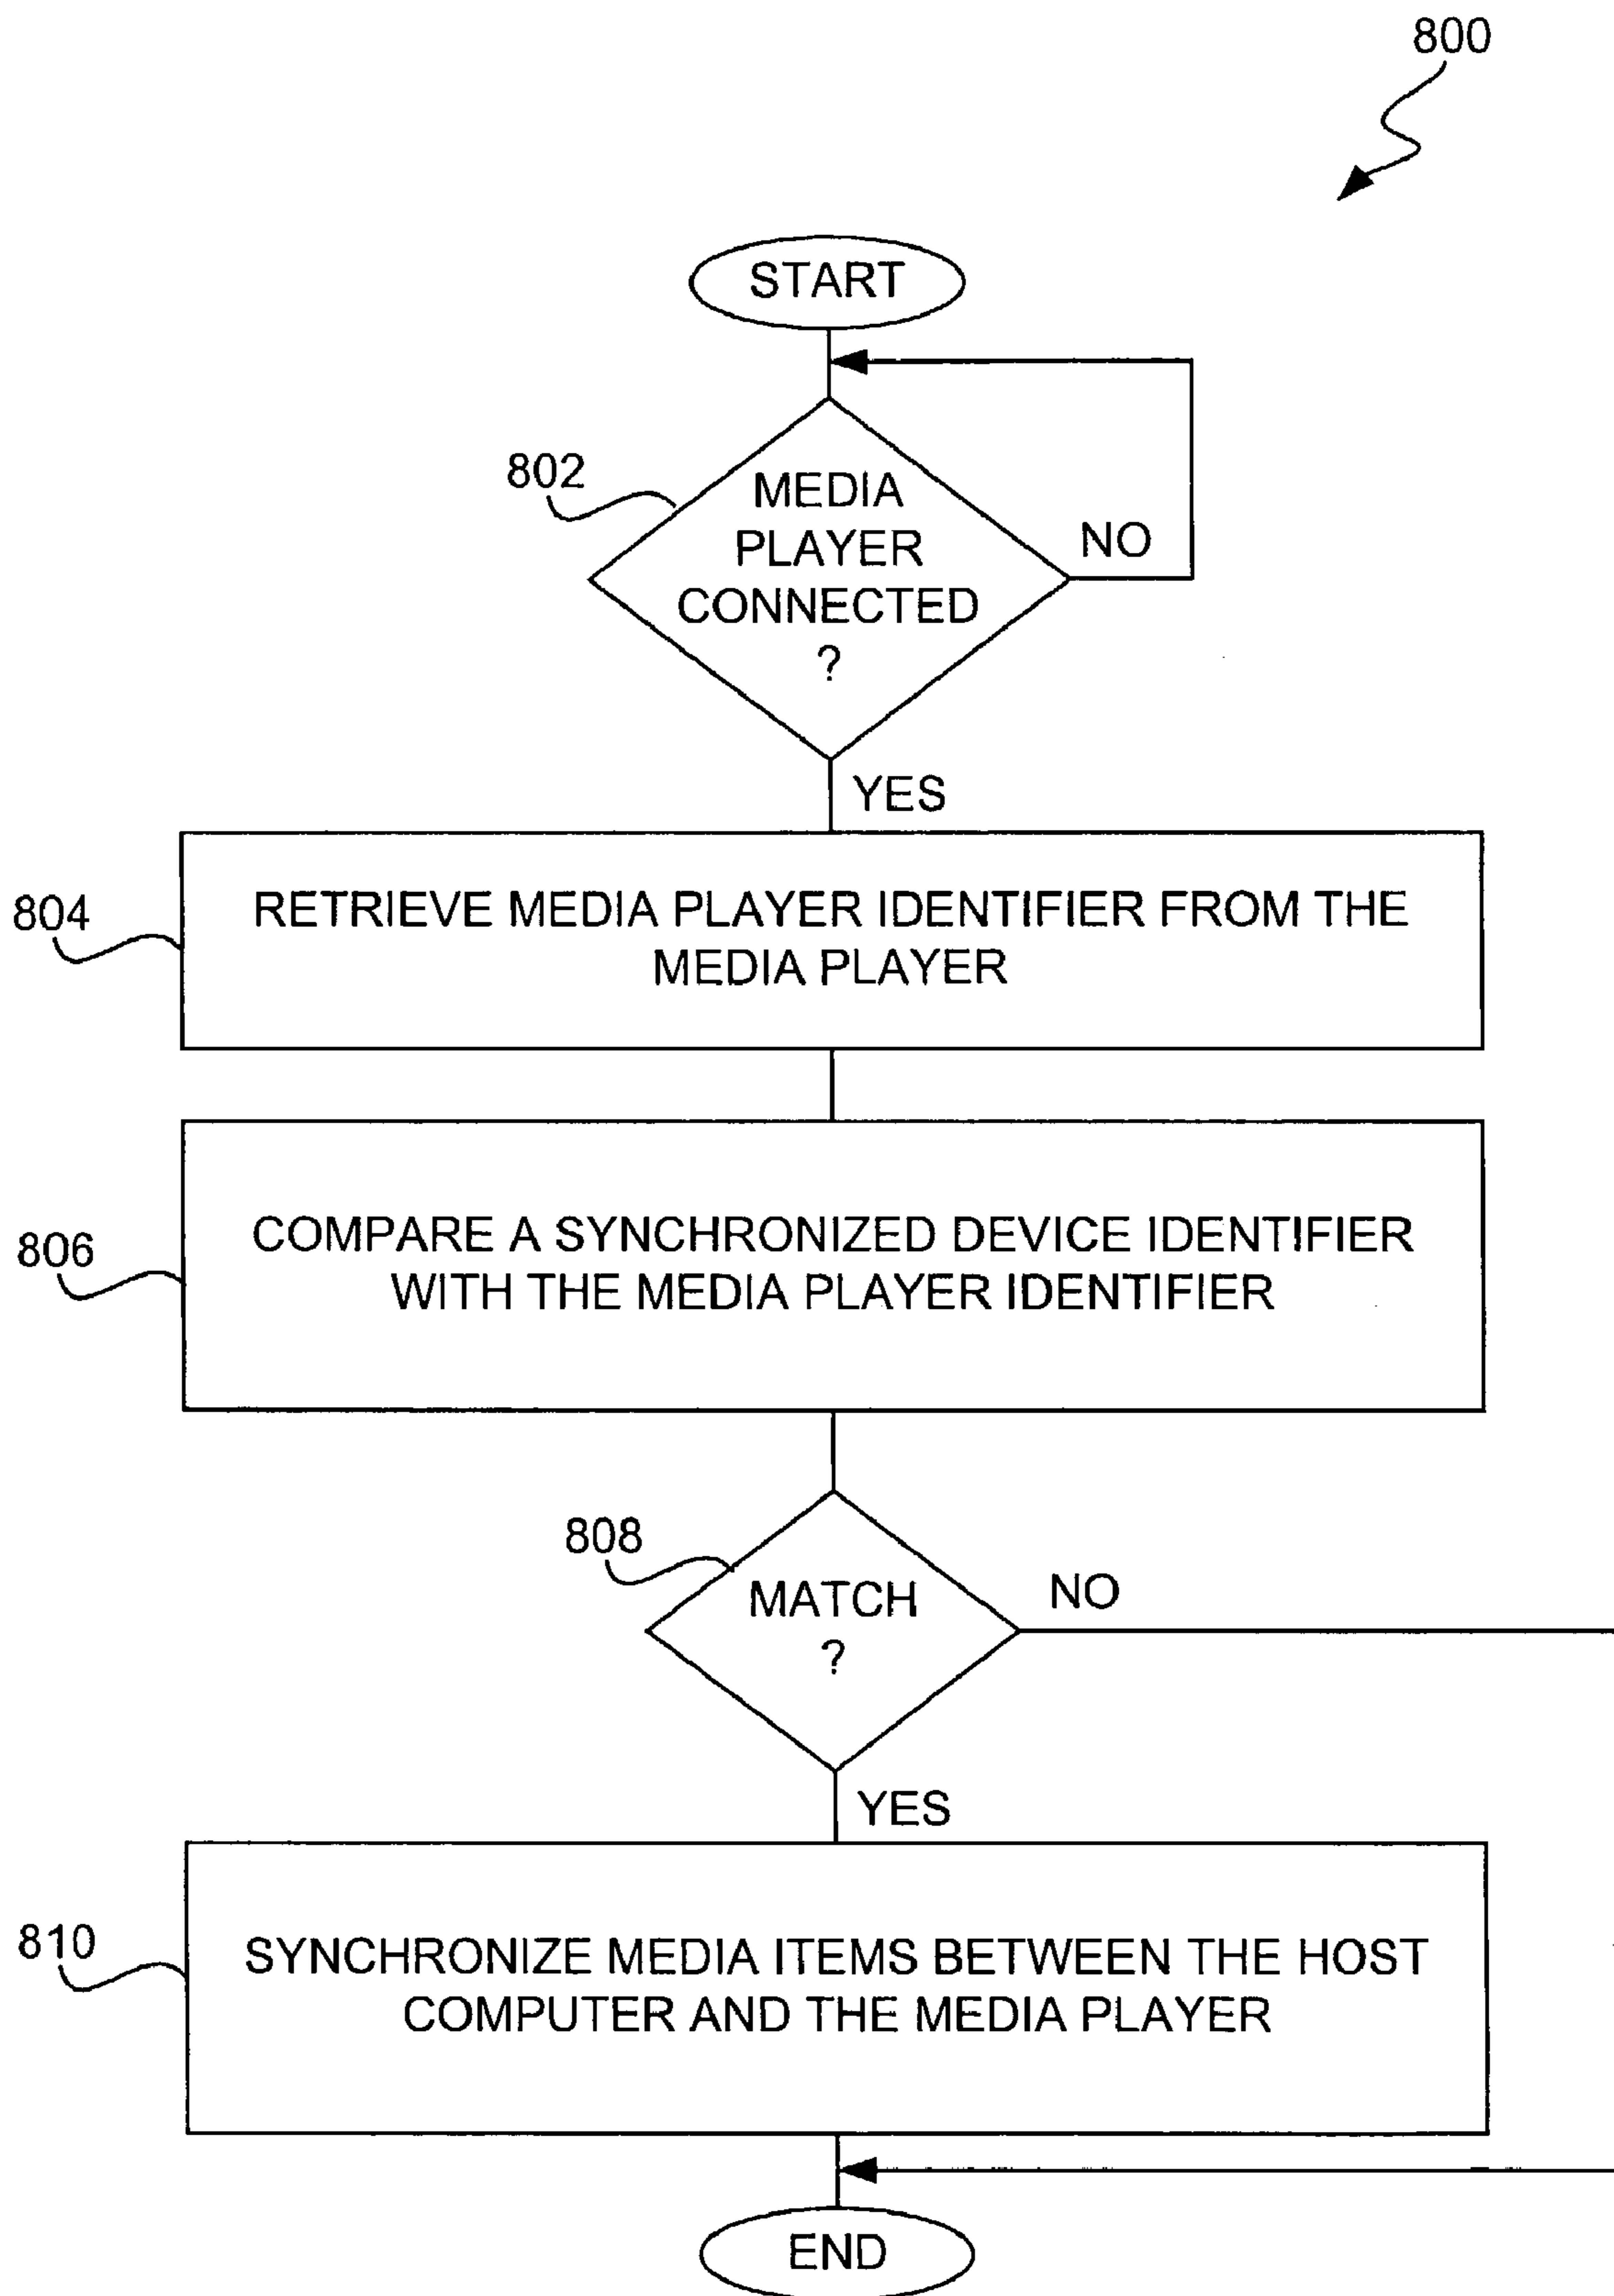 800
START
802
MEDIA
PLAYER
CONNECTED
?
NO
YES
804
RETRIEVE MEDIA PLAYER IDENTIFIER FROM THE
MEDIA PLAYER
806
COMPARE A SYNCHRONIZED DEVICE IDENTIFIER
WITH THE MEDIA PLAYER IDENTIFIER
808
MATCH
?
NO
YES
810
SYNCHRONIZE MEDIA ITEMS BETWEEN THE HOST
COMPUTER AND THE MEDIA PLAYER
END